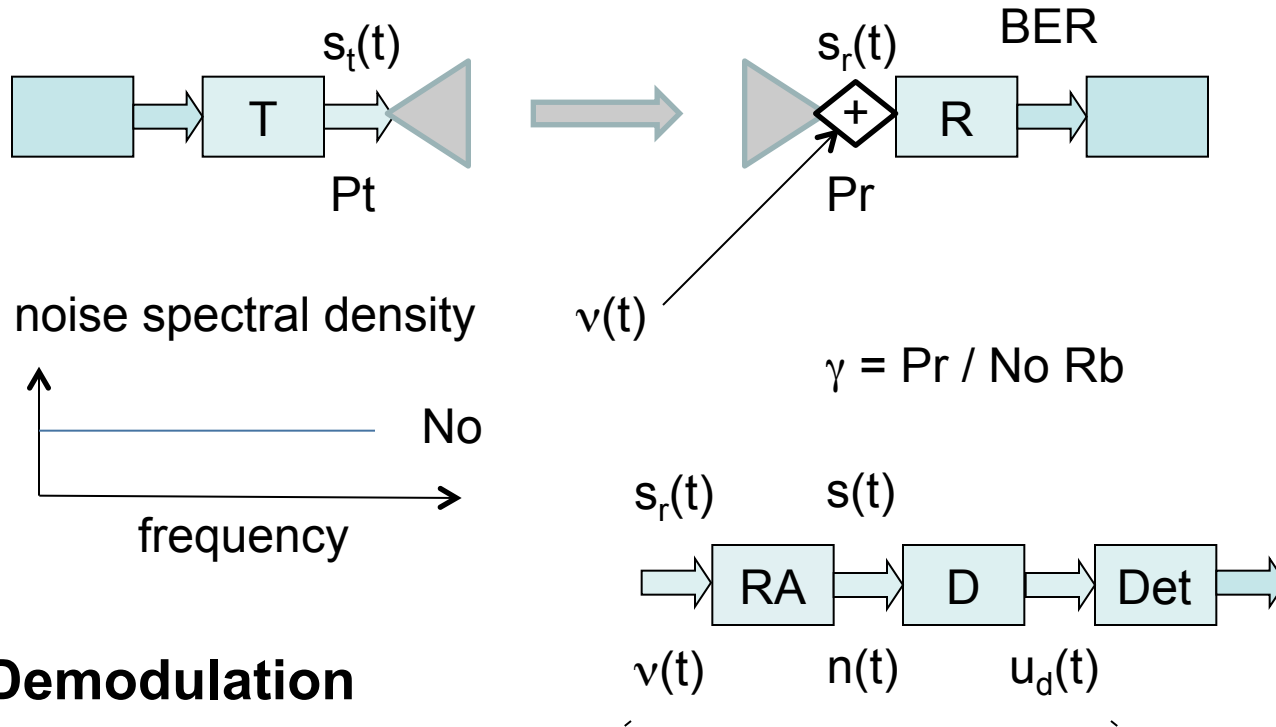 s_t(t)
s_r(t)
BER
T
+
R
Pt
Pr
noise spectral density
ν(t)
γ = Pr / No Rb
No
frequency
s_r(t)
s(t)
RA
D
Det
Demodulation
ν(t)
n(t)
u_d(t)